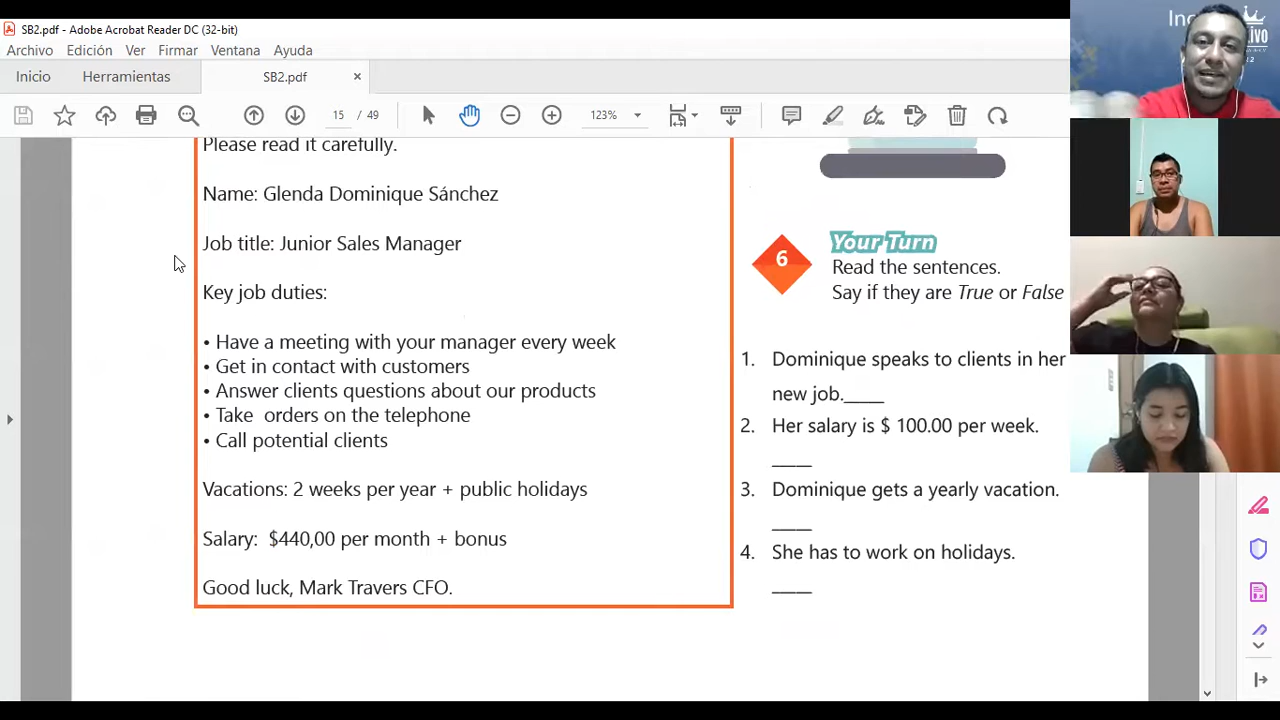 SB2.pdf - Adobe Acrobat Reader DC (32-bit)
Archivo Edición Ver Firmar Ventana Ayuda
Inicio Herramientas SB2.pdf ×
15 / 49 123%
Please read it carefully.
Name: Glenda Dominique Sánchez
Job title: Junior Sales Manager
Key job duties:
• Have a meeting with your manager every week
• Get in contact with customers
• Answer clients questions about our products
• Take orders on the telephone
• Call potential clients
Vacations: 2 weeks per year + public holidays
Salary: $440,00 per month + bonus
Good luck, Mark Travers CFO.
6
Your Turn
Read the sentences.
Say if they are True or False
1. Dominique speaks to clients in her
new job.____
2. Her salary is $ 100.00 per week.
____
3. Dominique gets a yearly vacation.
____
4. She has to work on holidays.
____